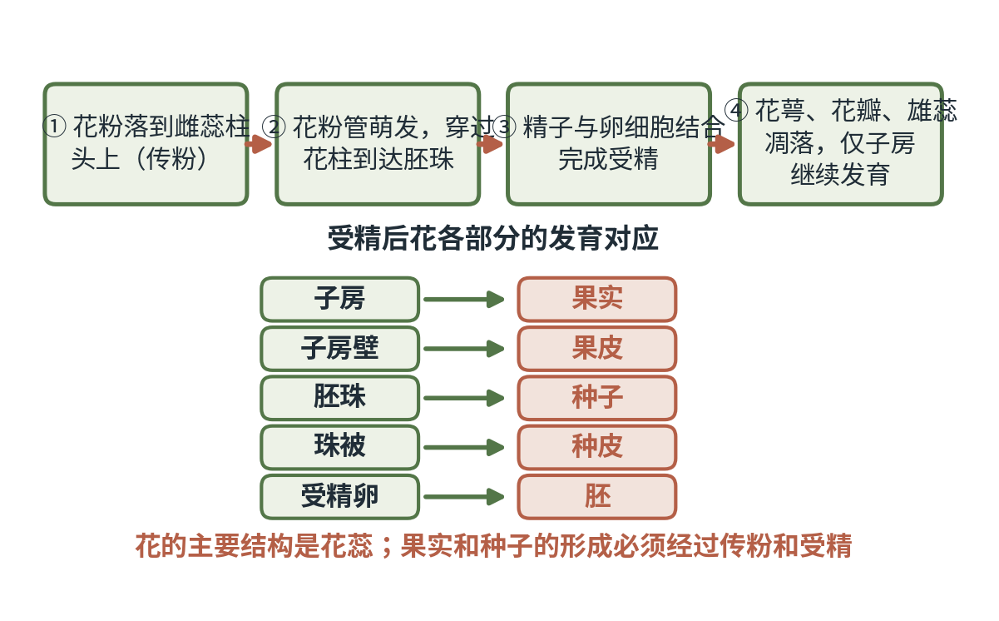 ① 花粉落到雌蕊柱
头上（传粉）
② 花粉管萌发，穿过
花柱到达胚珠
③ 精子与卵细胞结合
完成受精
④ 花萼、花瓣、雄蕊
凋落，仅子房
继续发育
受精后花各部分的发育对应
子房
果实
子房壁
果皮
胚珠
种子
珠被
种皮
受精卵
胚
花的主要结构是花蕊；果实和种子的形成必须经过传粉和受精